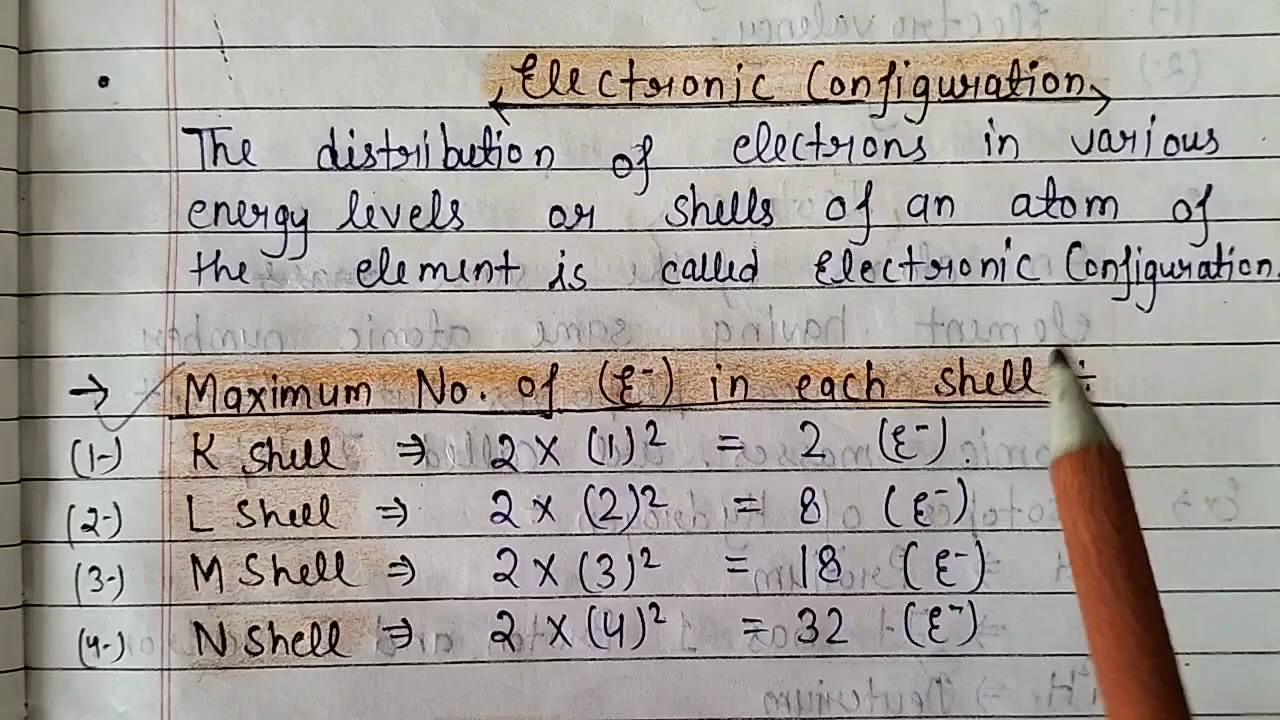 Electronic Configuration
The distribution of electrons in various
energy levels or shells of an atom of
the element is called Electronic Configuration.
→ Maximum No. of (ε⁻) in each shell ÷
(1-) K shell ⇒ 2 × (1)² = 2 (ε⁻).
(2-) L Shell ⇒ 2 × (2)² = 8 (ε⁻)
(3-) M Shell ⇒ 2 × (3)² = 18 (ε⁻)
(4-) N Shell ⇒ 2 × (4)² = 32 (ε⁻)